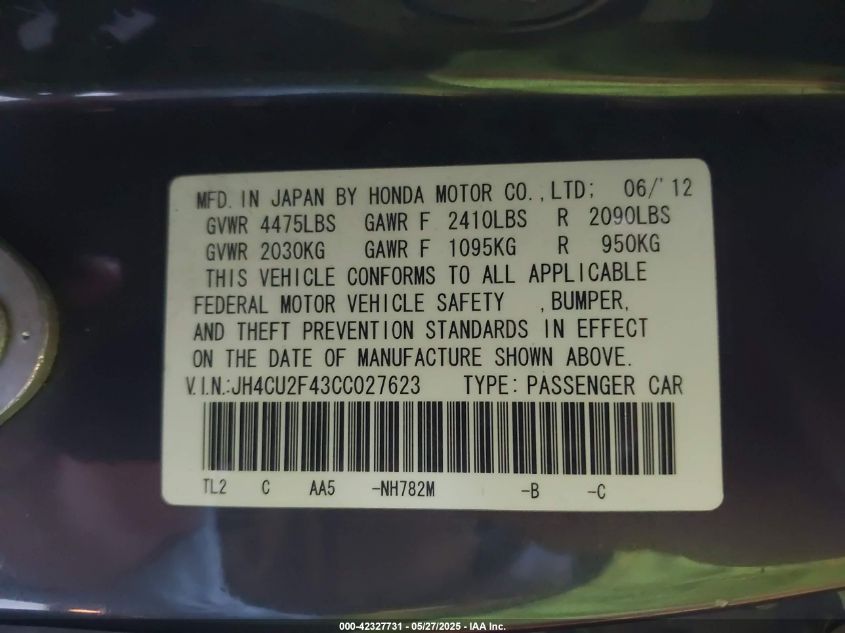 MFD. IN JAPAN BY HONDA MOTOR CO.,LTD; 06/'12
GVWR 4475LBS GAWR F 2410LBS R 2090LBS
GVWR 2030KG GAWR F 1095KG R 950KG
THIS VEHICLE CONFORMS TO ALL APPLICABLE
FEDERAL MOTOR VEHICLE SAFETY ,BUMPER,
AND THEFT PREVENTION STANDARDS IN EFFECT
ON THE DATE OF MANUFACTURE SHOWN ABOVE.
V.I.N.:JH4CU2F43CC027623 TYPE: PASSENGER CAR
TL2 C AA5 -NH782M -B -C
000-42327731 - 05/27/2025 - IAA Inc.